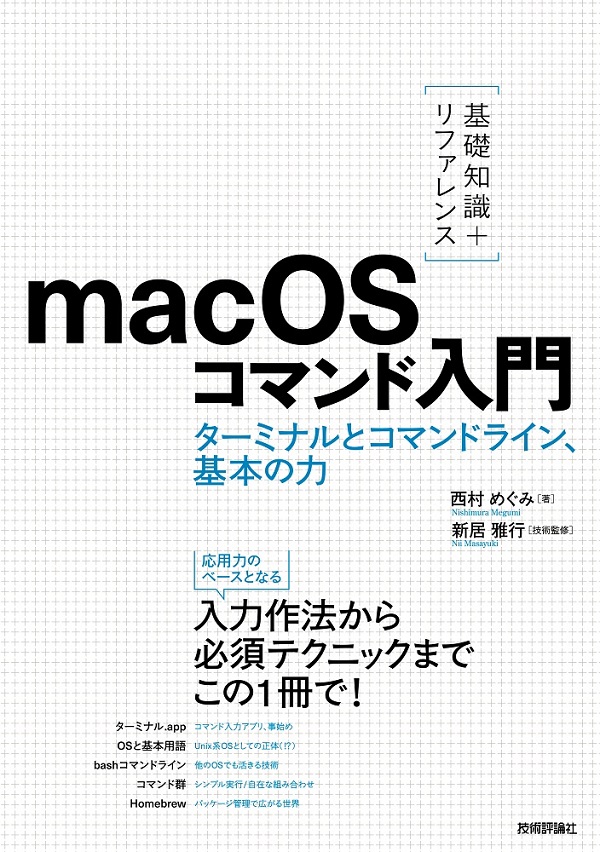 基礎知識＋
リファレンス
macOS
コマンド入門
ターミナルとコマンドライン、
基本の力
西村 めぐみ［著］
Nishimura Megumi
新居 雅行［技術監修］
Nii Masayuki
応用力の
ベースとなる
入力作法から
必須テクニックまで
この1冊で！
ターミナル.app コマンド入力アプリ、事始め
OSと基本用語 Unix系OSとしての正体(!?)
bashコマンドライン 他のOSでも活きる技術
コマンド群 シンプル実行/自在な組み合わせ
Homebrew パッケージ管理で広がる世界
技術評論社